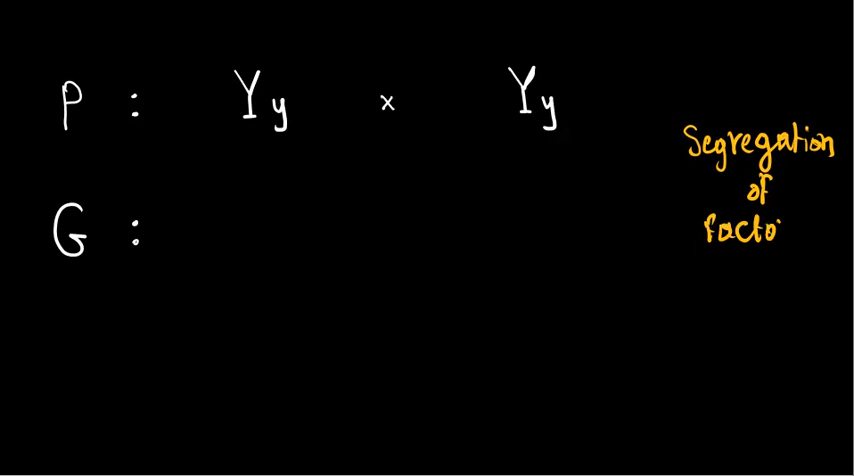 P : Yy × Yy
Segregation
of
G :
Facto